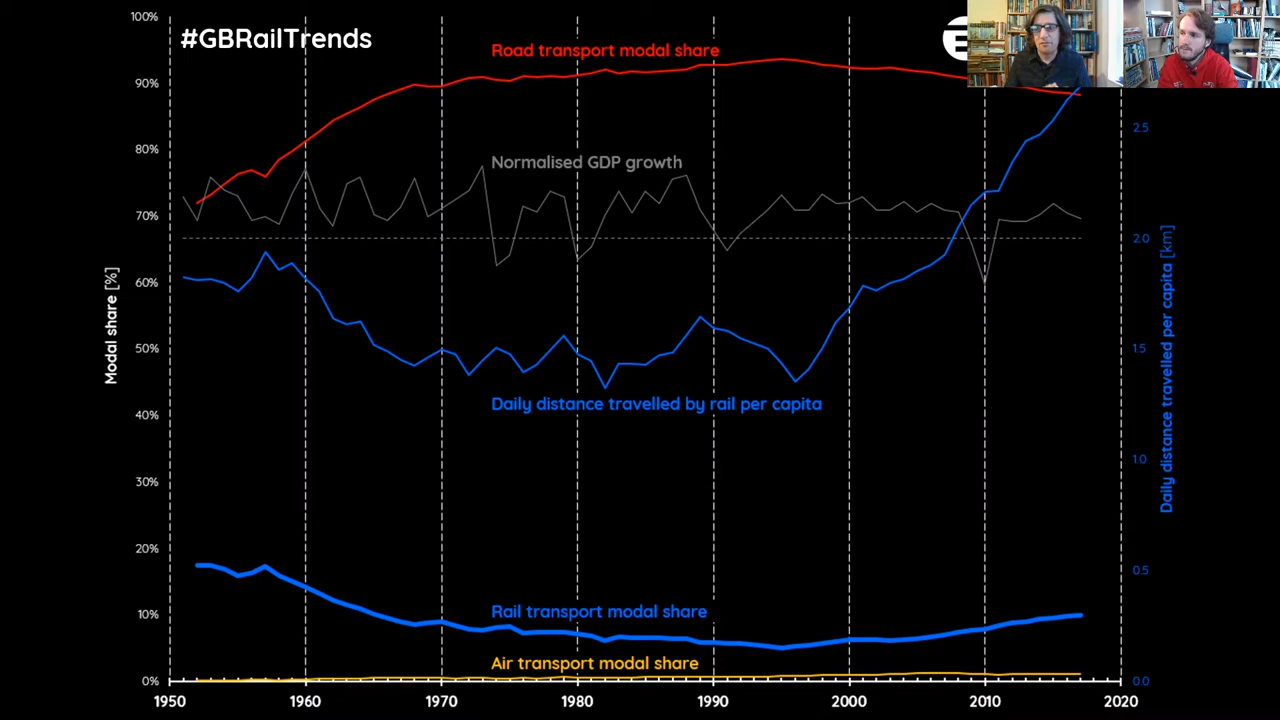 #GBRailTrends
100%
90%
80%
70%
60%
50%
40%
30%
20%
10%
0%
Modal share [%]
Road transport modal share
Normalised GDP growth
Daily distance travelled by rail per capita
Rail transport modal share
Air transport modal share
2.5
2.0
1.5
1.0
0.5
0.0
Daily distance travelled per capita [km]
1950 1960 1970 1980 1990 2000 2010 2020